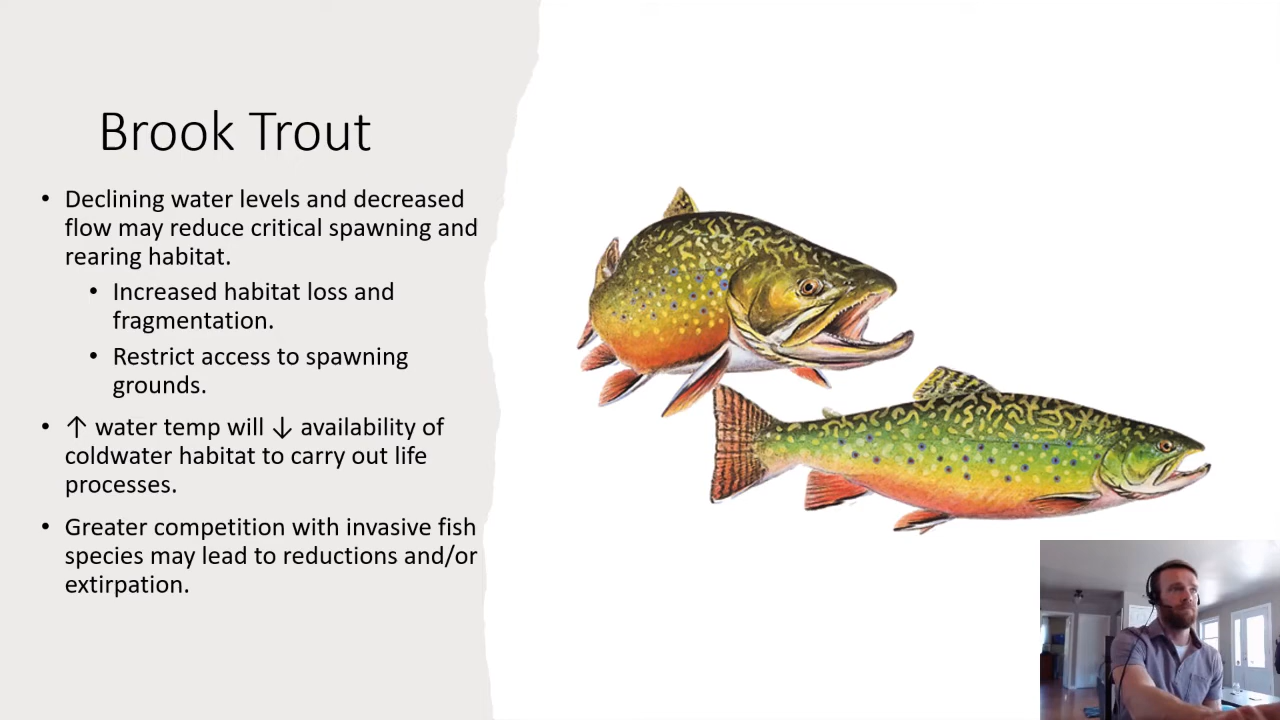 Brook Trout
• Declining water levels and decreased
flow may reduce critical spawning and
rearing habitat.
• Increased habitat loss and
fragmentation.
• Restrict access to spawning
grounds.
• ↑ water temp will ↓ availability of
coldwater habitat to carry out life
processes.
• Greater competition with invasive fish
species may lead to reductions and/or
extirpation.